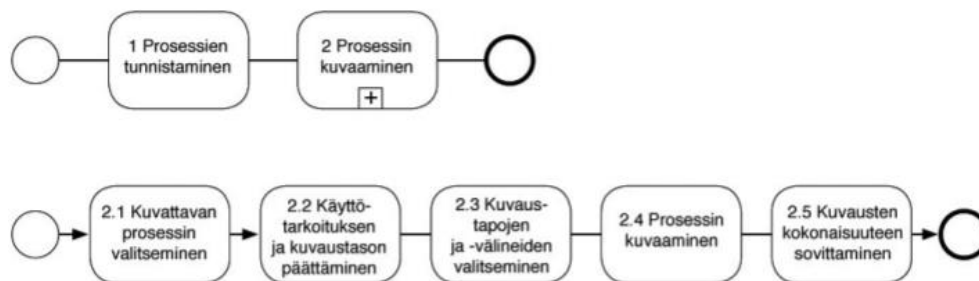 1 Prosessien
tunnistaminen
2 Prosessin
kuvaaminen
+
2.1 Kuvattavan
prosessin
valitseminen
2.2 Käyttö-
tarkoituksen
ja kuvaustason
päättäminen
2.3 Kuvaus-
tapojen
ja -välineiden
valitseminen
2.4 Prosessin
kuvaaminen
2.5 Kuvausten
kokonaisuuteen
sovittaminen